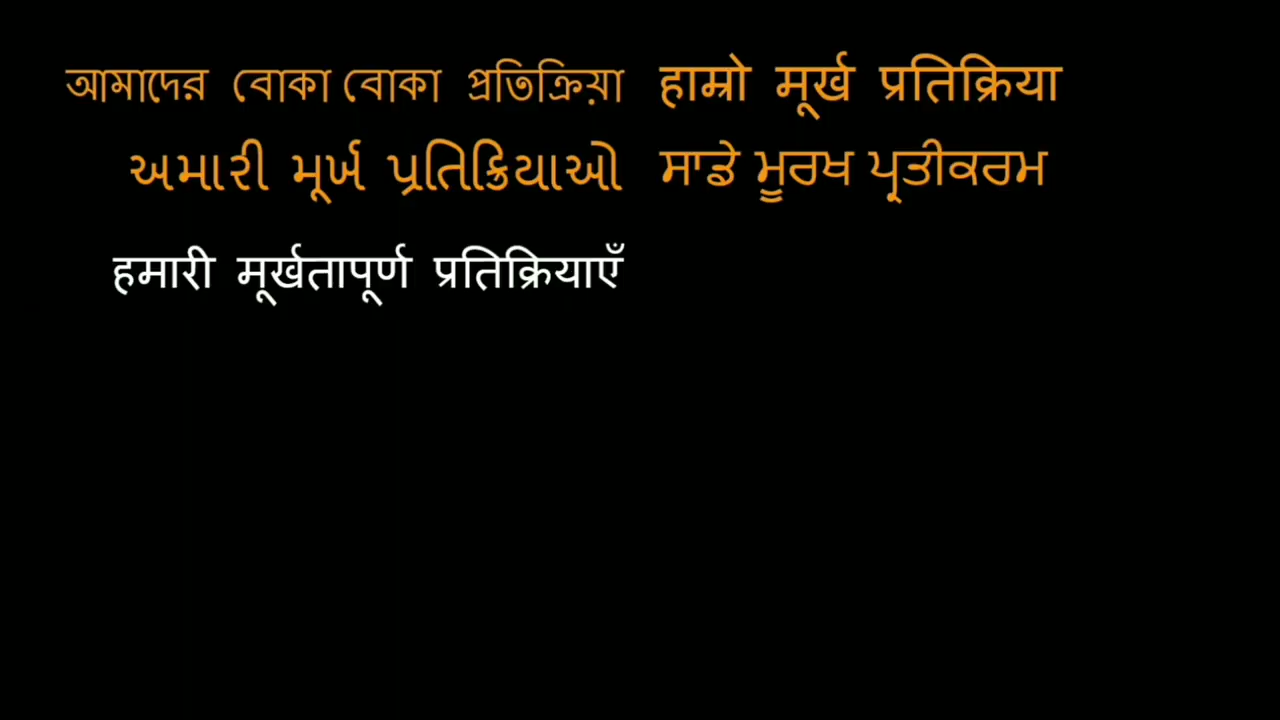 আমাদের বোকা বোকা প্রতিক্রিয়া हाम्रो मूर्ख प्रतिक्रिया
અમારી મૂર્ખ પ્રતિક્રિયાઓ ਸਾਡੇ ਮੂਰਖ ਪ੍ਰਤੀਕਰਮ
हमारी मूर्खतापूर्ण प्रतिक्रियाएँ